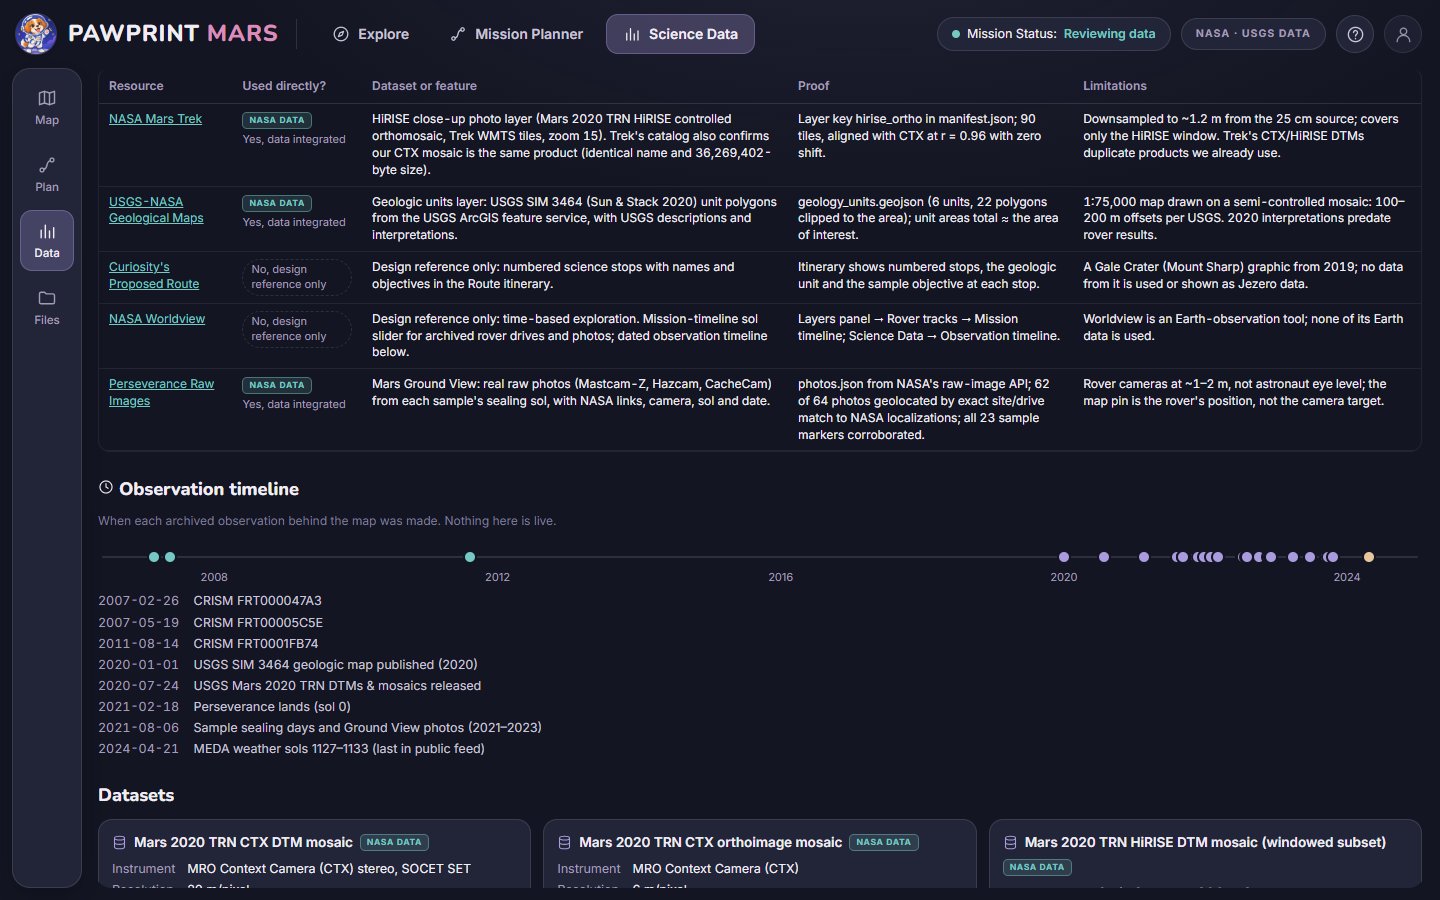 PAWPRINT MARS
Explore
Mission Planner
Science Data
Mission Status: Reviewing data
NASA · USGS DATA
Map
Plan
Data
Files
Resource
Used directly?
Dataset or feature
Proof
Limitations
NASA Mars Trek
NASA DATA
Yes, data integrated
HiRISE close-up photo layer (Mars 2020 TRN HiRISE controlled
orthomosaic, Trek WMTS tiles, zoom 15). Trek's catalog also confirms
our CTX mosaic is the same product (identical name and 36,269,402-
byte size).
Layer key hirise_ortho in manifest.json; 90
tiles, aligned with CTX at r = 0.96 with zero
shift.
Downsampled to ~1.2 m from the 25 cm source; covers
only the HiRISE window. Trek's CTX/HiRISE DTMs
duplicate products we already use.
USGS-NASA
Geological Maps
NASA DATA
Yes, data integrated
Geologic units layer: USGS SIM 3464 (Sun & Stack 2020) unit polygons
from the USGS ArcGIS feature service, with USGS descriptions and
interpretations.
geology_units.geojson (6 units, 22 polygons
clipped to the area); unit areas total ≈ the area
of interest.
1:75,000 map drawn on a semi-controlled mosaic: 100–
200 m offsets per USGS. 2020 interpretations predate
rover results.
Curiosity's
Proposed Route
No, design
reference only
Design reference only: numbered science stops with names and
objectives in the Route itinerary.
Itinerary shows numbered stops, the geologic
unit and the sample objective at each stop.
A Gale Crater (Mount Sharp) graphic from 2019; no data
from it is used or shown as Jezero data.
NASA Worldview
No, design
reference only
Design reference only: time-based exploration. Mission-timeline sol
slider for archived rover drives and photos; dated observation timeline
below.
Layers panel → Rover tracks → Mission
timeline; Science Data → Observation timeline.
Worldview is an Earth-observation tool; none of its Earth
data is used.
Perseverance Raw
Images
NASA DATA
Yes, data integrated
Mars Ground View: real raw photos (Mastcam-Z, Hazcam, CacheCam)
from each sample's sealing sol, with NASA links, camera, sol and date.
photos.json from NASA's raw-image API; 62
of 64 photos geolocated by exact site/drive
match to NASA localizations; all 23 sample
markers corroborated.
Rover cameras at ~1–2 m, not astronaut eye level; the
map pin is the rover's position, not the camera target.
Observation timeline
When each archived observation behind the map was made. Nothing here is live.
2008
2012
2016
2020
2024
2007-02-26 CRISM FRT000047A3
2007-05-19 CRISM FRT00005C5E
2011-08-14 CRISM FRT0001FB74
2020-01-01 USGS SIM 3464 geologic map published (2020)
2020-07-24 USGS Mars 2020 TRN DTMs & mosaics released
2021-02-18 Perseverance lands (sol 0)
2021-08-06 Sample sealing days and Ground View photos (2021–2023)
2024-04-21 MEDA weather sols 1127–1133 (last in public feed)
Datasets
Mars 2020 TRN CTX DTM mosaic NASA DATA
Instrument MRO Context Camera (CTX) stereo, SOCET SET
Mars 2020 TRN CTX orthoimage mosaic NASA DATA
Instrument MRO Context Camera (CTX)
Mars 2020 TRN HiRISE DTM mosaic (windowed subset)
NASA DATA